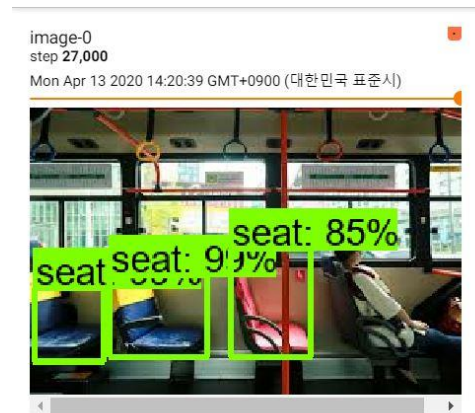 image-0
step 27,000
Mon Apr 13 2020 14:20:39 GMT+0900 (대한민국 표준시)
seat: 85%
seat: 99%
seat